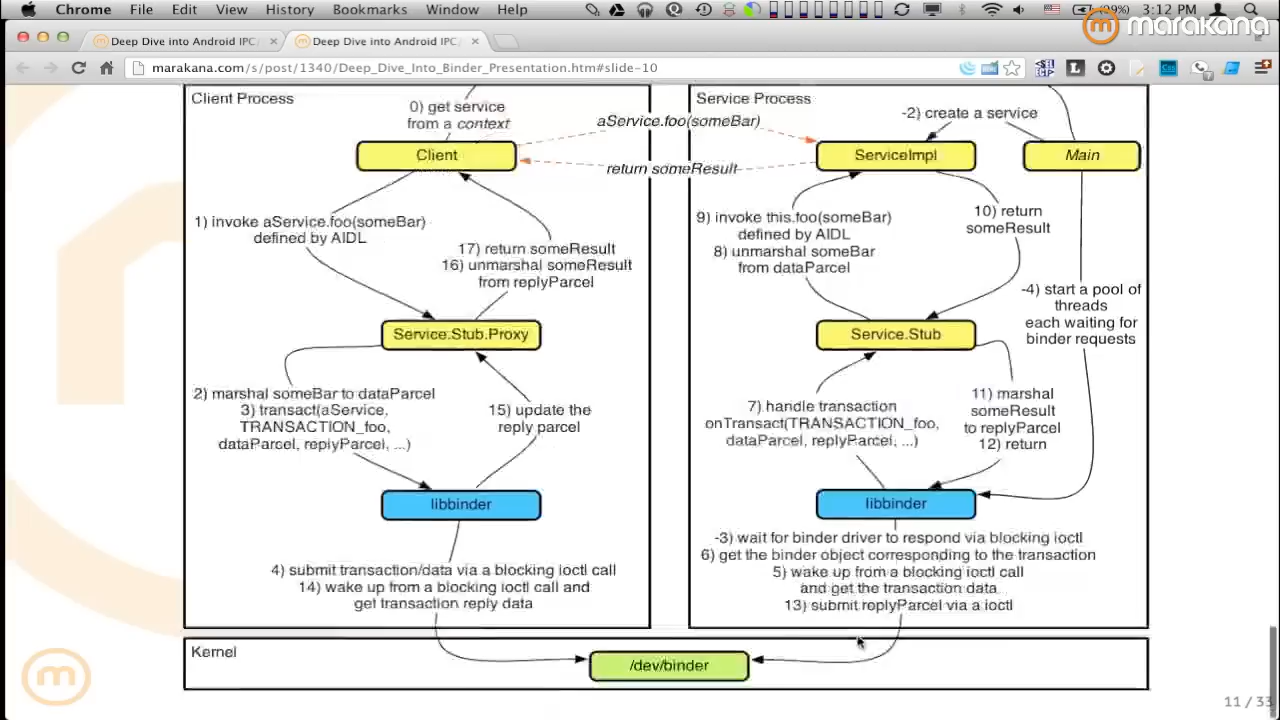 Chrome File Edit View History Bookmarks Window Help
(99%) 3:12 PM
marakana
Deep Dive into Android IPC/
Deep Dive into Android IPC/
marakana.com/s/post/1340/Deep_Dive_Into_Binder_Presentation.htm#slide-10
Client Process
0) get service
from a context
Client
aService.foo(someBar)
return someResult
1) invoke aService.foo(someBar)
defined by AIDL
17) return someResult
16) unmarshal someResult
from replyParcel
Service.Stub.Proxy
2) marshal someBar to dataParcel
3) transact(aService,
TRANSACTION_foo,
dataParcel, replyParcel, ...)
15) update the
reply parcel
libbinder
4) submit transaction/data via a blocking ioctl call
14) wake up from a blocking ioctl call and
get transaction reply data
Service Process
-2) create a service
ServiceImpl
Main
9) invoke this.foo(someBar)
defined by AIDL
8) unmarshal someBar
from dataParcel
10) return
someResult
-4) start a pool of
threads
each waiting for
binder requests
Service.Stub
7) handle transaction
onTransact(TRANSACTION_foo,
dataParcel, replyParcel, ...)
11) marshal
someResult
to replyParcel
12) return
libbinder
-3) wait for binder driver to respond via blocking ioctl
6) get the binder object corresponding to the transaction
5) wake up from a blocking ioctl call
and get the transaction data
13) submit replyParcel via a ioctl
Kernel
/dev/binder
11 / 33